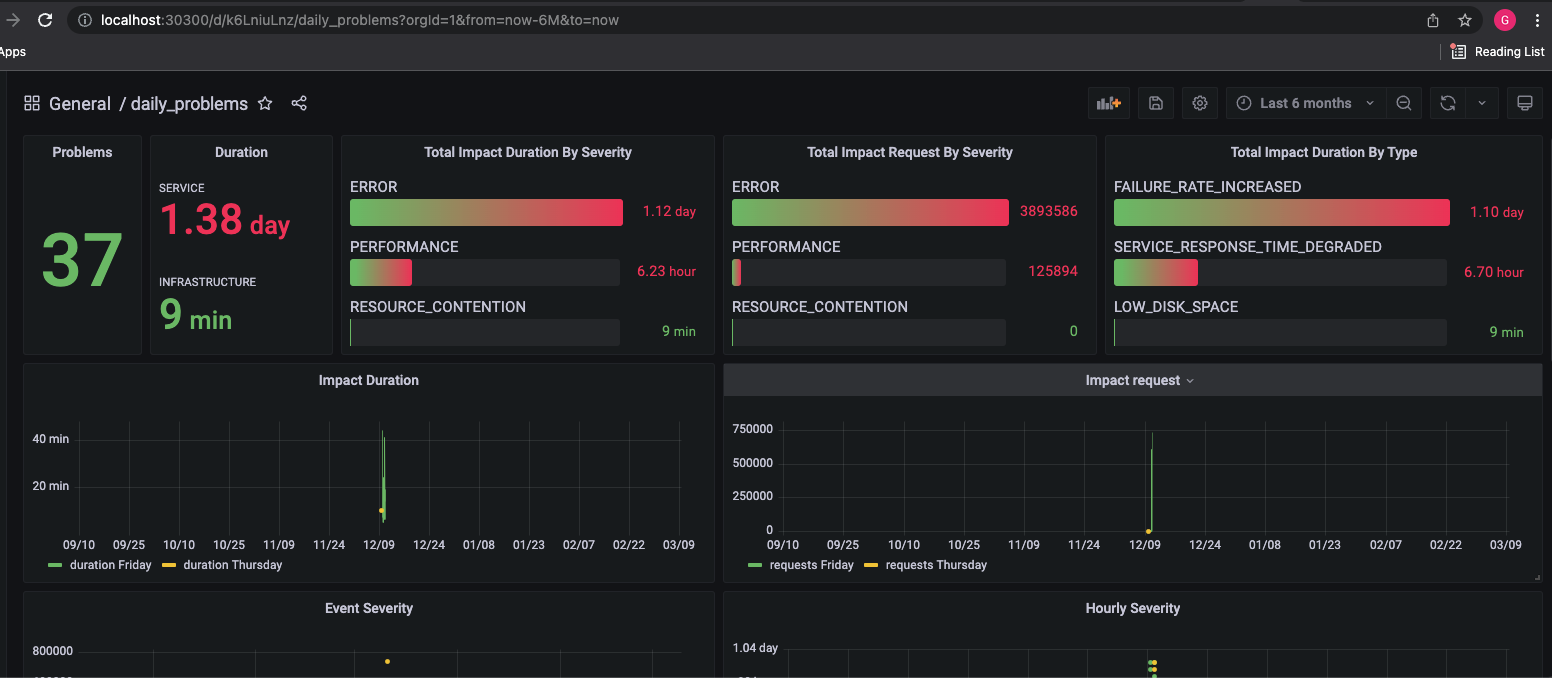 localhost:30300/d/k6LniuLnz/daily_problems?orgId=1&from=now-6M&to=now
G
Apps
Reading List
General / daily_problems
Last 6 months
Problems
37
Duration
SERVICE
1.38 day
INFRASTRUCTURE
9 min
Total Impact Duration By Severity
ERROR
1.12 day
PERFORMANCE
6.23 hour
RESOURCE_CONTENTION
9 min
Total Impact Request By Severity
ERROR
3893586
PERFORMANCE
125894
RESOURCE_CONTENTION
0
Total Impact Duration By Type
FAILURE_RATE_INCREASED
1.10 day
SERVICE_RESPONSE_TIME_DEGRADED
6.70 hour
LOW_DISK_SPACE
9 min
Impact Duration
40 min
20 min
09/10 09/25 10/10 10/25 11/09 11/24 12/09 12/24 01/08 01/23 02/07 02/22 03/09
duration Friday duration Thursday
Impact request
750000
500000
250000
0
09/10 09/25 10/10 10/25 11/09 11/24 12/09 12/24 01/08 01/23 02/07 02/22 03/09
requests Friday requests Thursday
Event Severity
800000
Hourly Severity
1.04 day